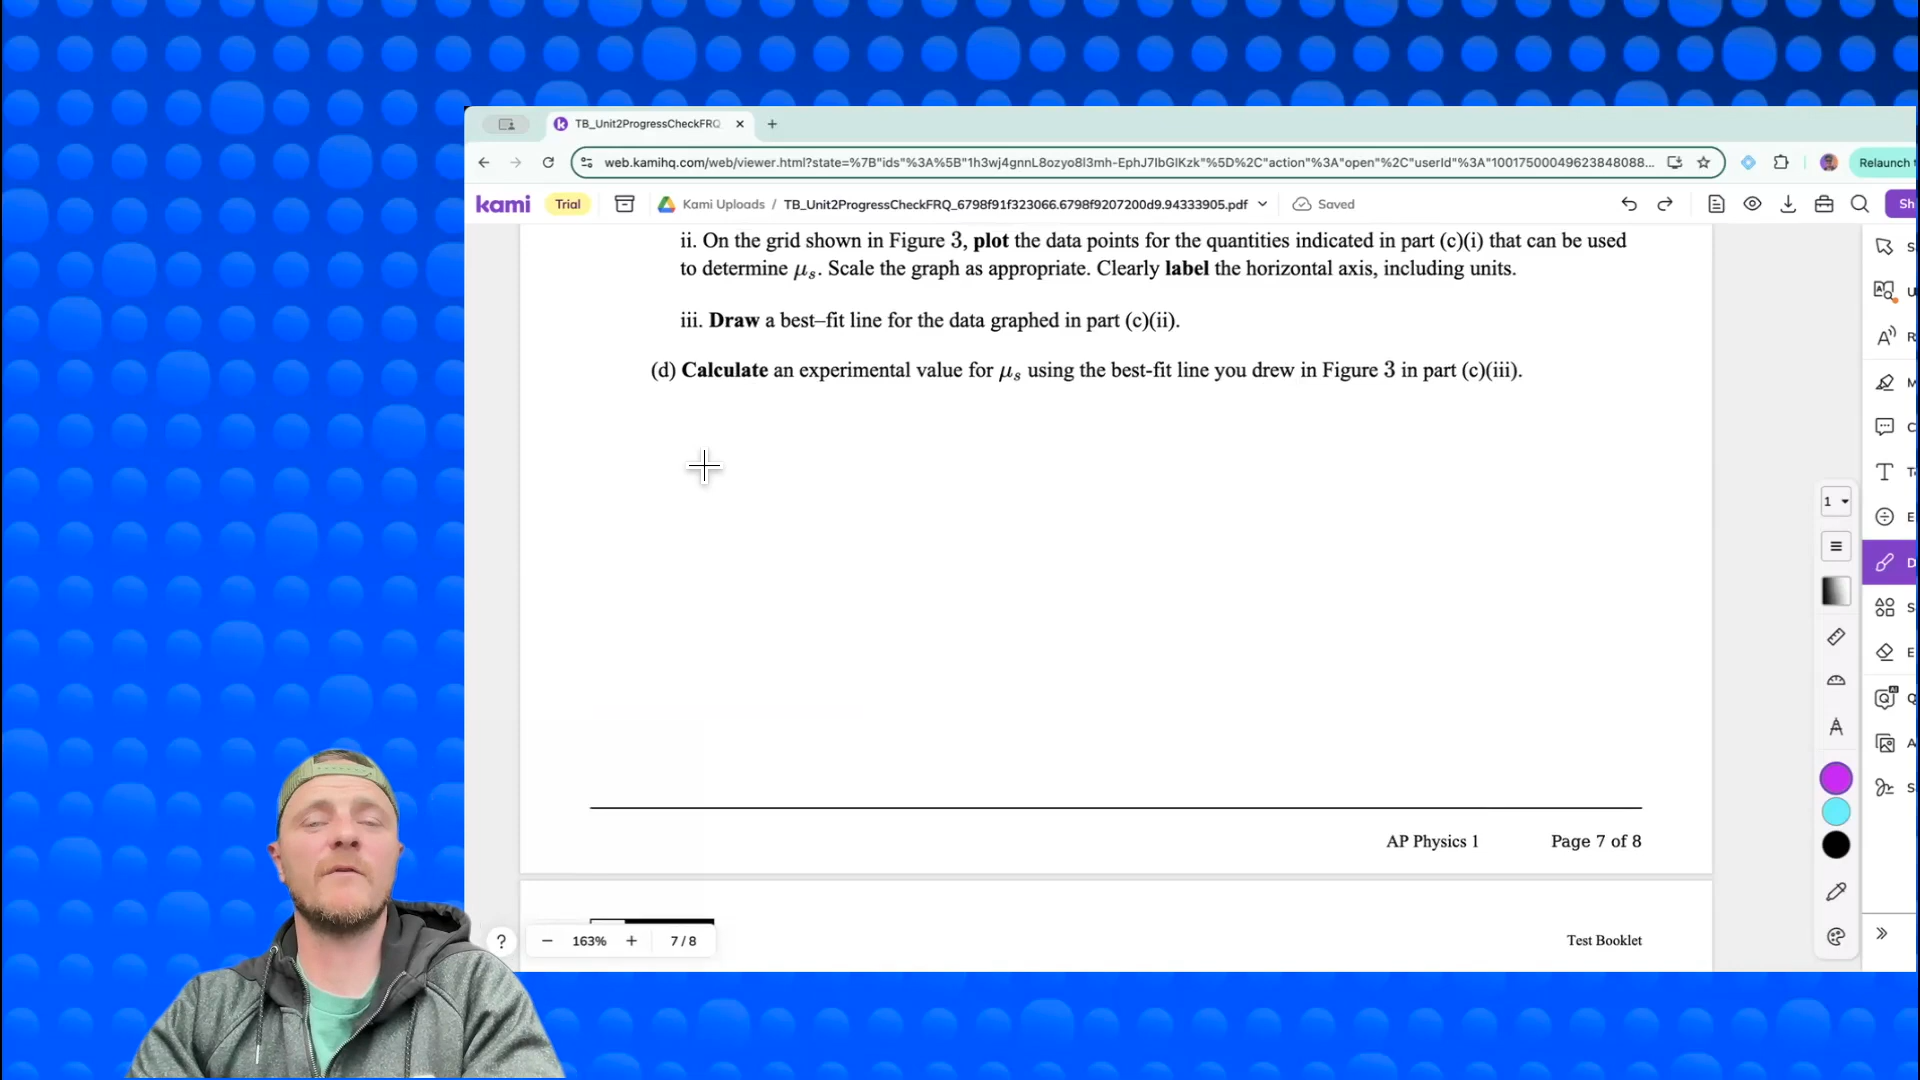 TB_Unit2ProgressCheckFRQ
web.kamihq.com/web/viewer.html?state=%7B"ids"%3A%5B"1h3wj4gnnL8ozyo8l3mh-EphJ7IbGlKzk"%5D%2C"action"%3A"open"%2C"userId"%3A"10017500049623848088...
Relaunch
kami
Trial
Kami Uploads / TB_Unit2ProgressCheckFRQ_6798f91f323066.6798f9207200d9.94333905.pdf
Saved
Sh
ii. On the grid shown in Figure 3, plot the data points for the quantities indicated in part (c)(i) that can be used
to determine μs. Scale the graph as appropriate. Clearly label the horizontal axis, including units.
iii. Draw a best–fit line for the data graphed in part (c)(ii).
(d) Calculate an experimental value for μs using the best-fit line you drew in Figure 3 in part (c)(iii).
1
AP Physics 1
Page 7 of 8
? − 163% + 7 / 8
Test Booklet